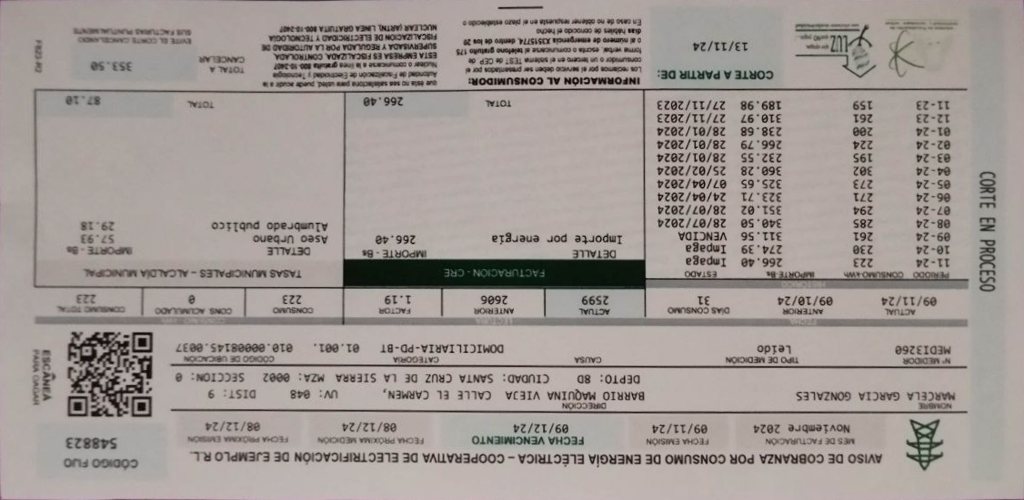 AVISO DE COBRANZA POR CONSUMO DE ENERGÍA ELÉCTRICA – COOPERATIVA DE ELECTRIFICACIÓN DE EJEMPLO R.L.
CÓDIGO FIJO
548823
MES DE FACTURACIÓN
Noviembre 2024
FECHA EMISIÓN
09/11/24
FECHA VENCIMIENTO
09/12/24
FECHA PRÓXIMA MEDICIÓN
08/12/24
FECHA PRÓXIMA EMISIÓN
08/12/24
NOMBRE
MARCELA GARCIA GONZALES
DIRECCIÓN
BARRIO MAQUINA VIEJA CALLE EL CARMEN, UV: 048 DIST: 9
DEPTO: 8D CIUDAD: SANTA CRUZ DE LA SIERRA MZA: 0002 SECCION: 0
MEDIDOR
MEDI3260
TIPO DE MEDICIÓN
Leído
CAUSA
CATEGORÍA
DOMICILIARIA-PD-BT
CÓDIGO DE UBICACIÓN
01.001. 010.00008145.0037
ESCANÉA
PARA PAGAR
FECHA
LECTURA
CONSUMO - kWh
ACTUAL
09/11/24
ANTERIOR
09/10/24
DÍAS CONSUMO
31
ACTUAL
2599
ANTERIOR
2606
FACTOR
1.19
CONSUMO
223
CONS ACUMULADO
0
CONSUMO TOTAL
223
HISTÓRICO
PERIODO CONSUMO kWh IMPORTE Bs ESTADO
11-24 223 266.40 Impaga
10-24 230 274.39 Impaga
09-24 261 311.56 VENCIDA
08-24 285 340.50 28/07/2024
07-24 294 351.02 28/07/2024
06-24 271 323.71 24/04/2024
05-24 273 325.65 07/04/2024
04-24 302 360.28 25/02/2024
03-24 195 232.55 28/01/2024
02-24 224 266.79 28/01/2024
01-24 200 238.68 28/01/2024
12-23 261 310.97 27/11/2023
11-23 159 189.98 27/11/2023
FACTURACION - CRE
DETALLE IMPORTE - Bs
Importe por energía 266.40
TOTAL 266.40
TASAS MUNICIPALES – ALCALDÍA MUNICIPAL
DETALLE IMPORTE - Bs
Aseo Urbano 57.93
Alumbrado público 29.18
TOTAL 87.10
CORTE EN PROCESO
CORTE A PARTIR DE:
13/11/24
LUZ
INFORMACION AL CONSUMIDOR:
Los reclamos por el servicio deben ser presentados por el
consumidor o un tercero en el sistema TEST de CEP de
forma verbal, escrita o comunicarse al teléfono gratuito 175
o al número de emergencia 33515774, dentro de los 20
días hábiles de conocido el hecho
En caso de no obtener respuesta en el plazo establecido o
que esta no sea satisfactoria para usted, puede acudir a la
Autoridad de Fiscalización de Electricidad y Tecnología
Nuclear o comunicarse a la línea gratuita 800-10-2407
ESTA EMPRESA ES FISCALIZADA, CONTROLADA,
SUPERVISADA Y REGULADA POR LA AUTORIDAD DE
FISCALIZACIÓN DE ELECTRICIDAD Y TECNOLOGÍA
NUCLEAR (AETN), LÍNEA GRATUITA 800-10-2407
TOTAL A
CANCELAR
353.50
EVITE EL CORTE CANCELANDO
SUS FACTURAS PUNTUALMENTE